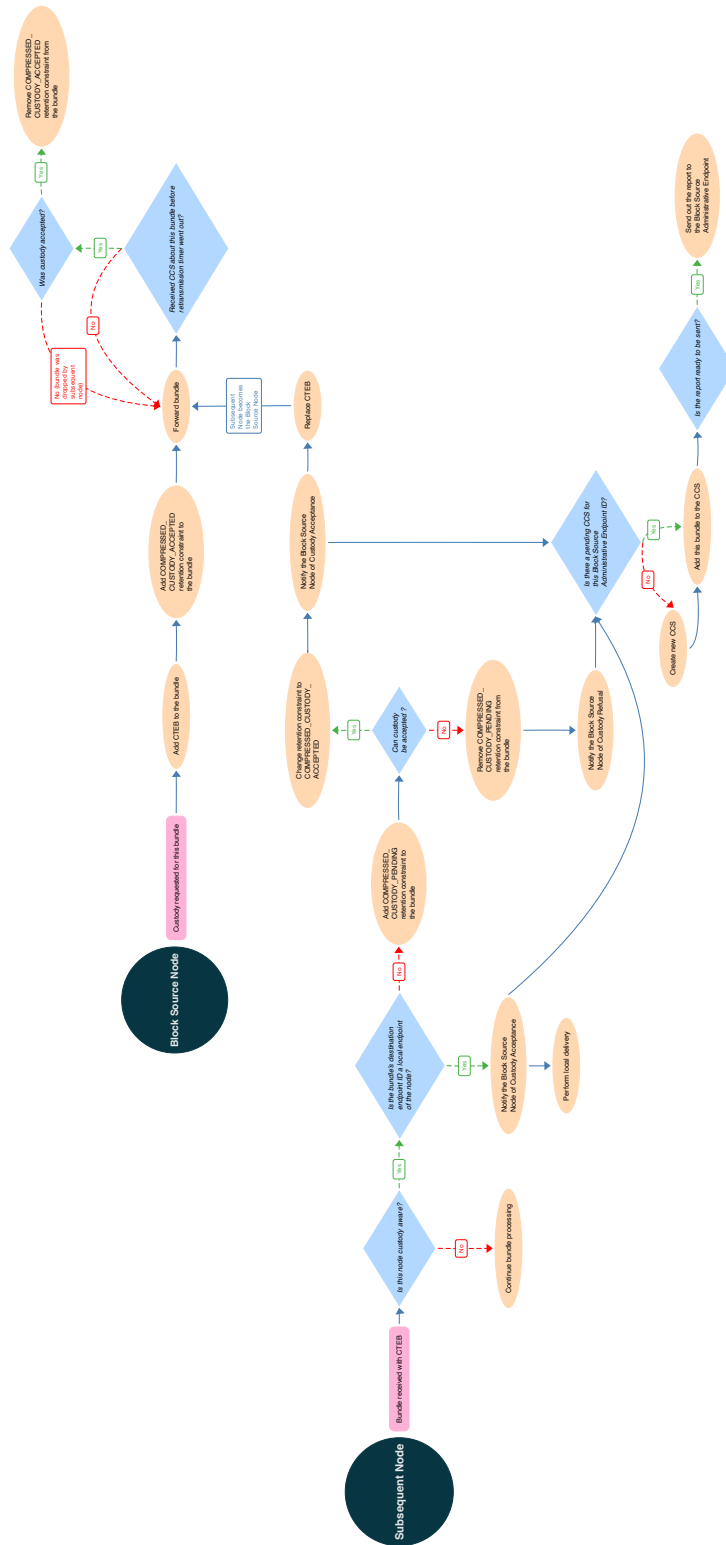 Block Source Node
Custody requested for this bundle
Add CTEB to the bundle
Add COMPRESSED_
CUSTODY_ACCEPTED
retention constraint to
the bundle
Forward bundle
Received CCS about this bundle before
retransmission timer went out?
No
Yes
Was custody accepted?
No (bundle was
dropped by
subsequent
node)
Yes
Remove COMPRESSED_
CUSTODY_ACCEPTED
retention constraint from
the bundle
Subsequent Node
Bundle received with CTEB
Is this node custody aware?
No
Continue bundle processing
Yes
Is the bundle's destination
endpoint ID a local endpoint
of the node?
Yes
Notify the Block Source
Node of Custody Acceptance
Perform local delivery
No
Add COMPRESSED_
CUSTODY_PENDING
retention constraint to
the bundle
Can custody
be accepted ?
Yes
Change retention constraint to
COMPRESSED_CUSTODY_
ACCEPTED
Notify the Block Source
Node of Custody Acceptance
Replace CTEB
Subsequent
Node becomes
the Block
Source Node
No
Remove COMPRESSED_
CUSTODY_PENDING
retention constraint from
the bundle
Notify the Block Source
Node of Custody Refusal
Is there a pending CCS for
this Block Source
Administrative Endpoint ID?
No
Create new CCS
Yes
Add this bundle to the CCS
Is the report ready to be sent?
Yes
Send out the report to
the Block Source
Administrative Endpoint